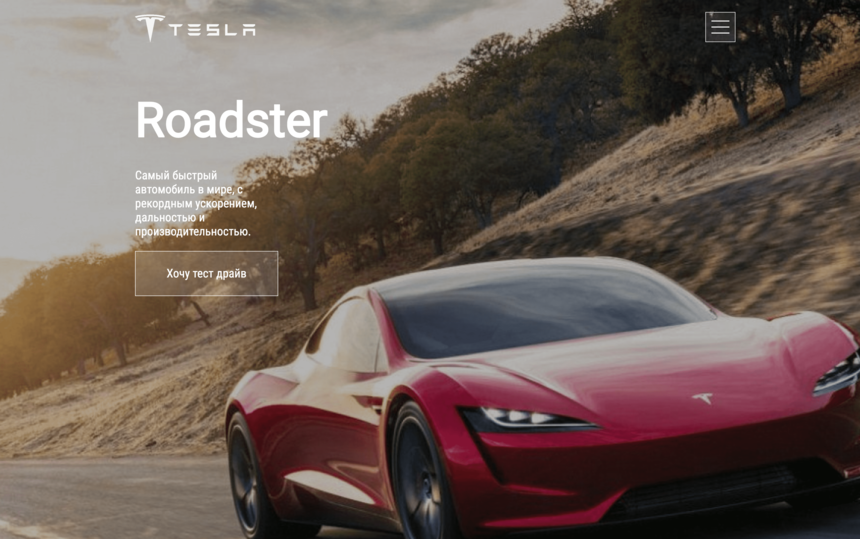 TESLA
Roadster
Самый быстрый
автомобиль в мире, с
рекордным ускорением,
дальностью и
производительностью.
Хочу тест драйв